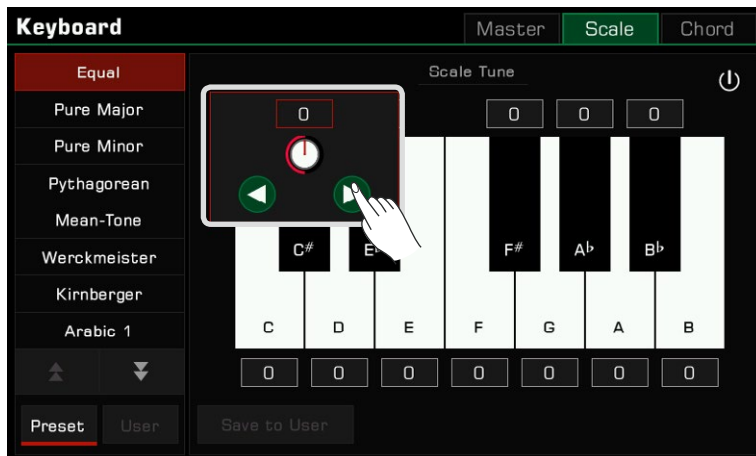 Keyboard
Master Scale Chord
Equal
Pure Major
Pure Minor
Pythagorean
Mean-Tone
Werckmeister
Kirnberger
Arabic 1
Preset User
Scale Tune
0
0 0 0
C# E♭ F# A♭ B♭
C D E F G A B
0 0 0 0 0 0 0
Save to User